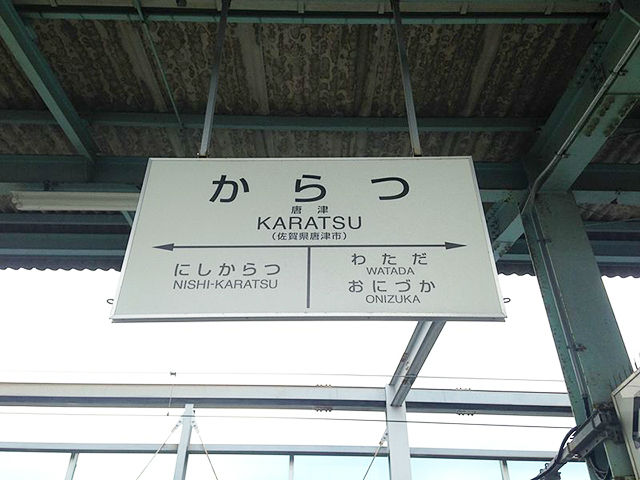 からつ
唐津
KARATSU
(佐賀県唐津市)
にしからつ
NISHI-KARATSU
わただ
WATADA
おにづか
ONIZUKA